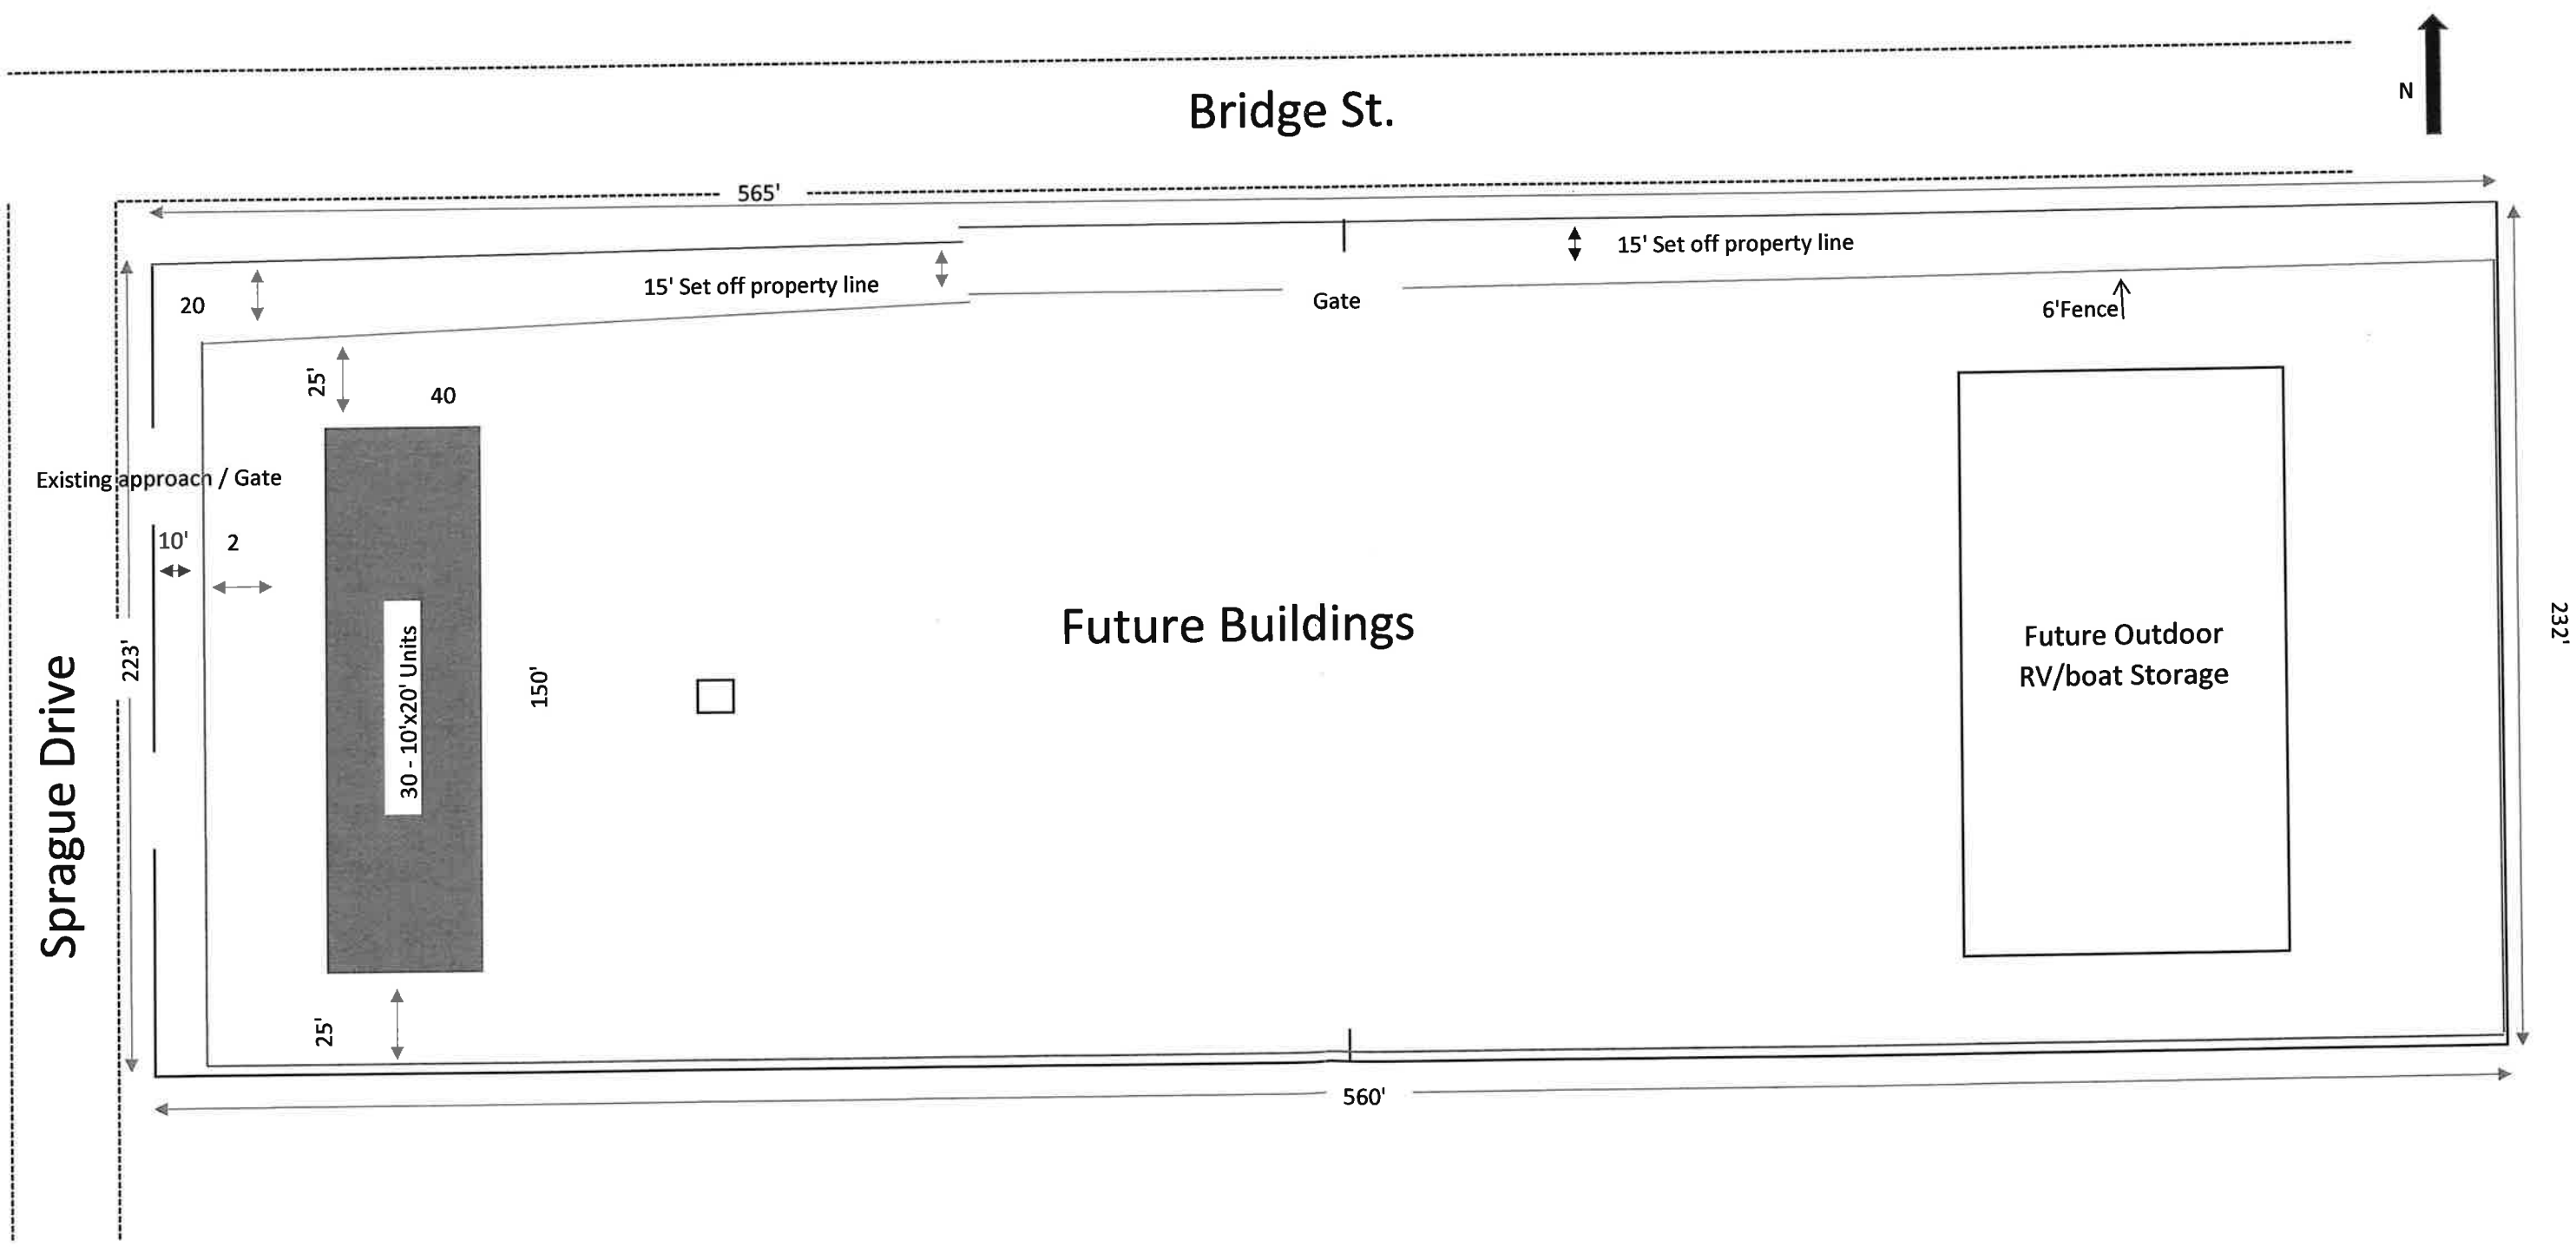 N
Bridge St.
565'
15' Set off property line
15' Set off property line
20
Gate
6'Fence
25'
40
Existing approach / Gate
10'
2
Future Buildings
Future Outdoor
RV/boat Storage
232'
223'
Sprague Drive
30 - 10'x20' Units
150'
25'
560'